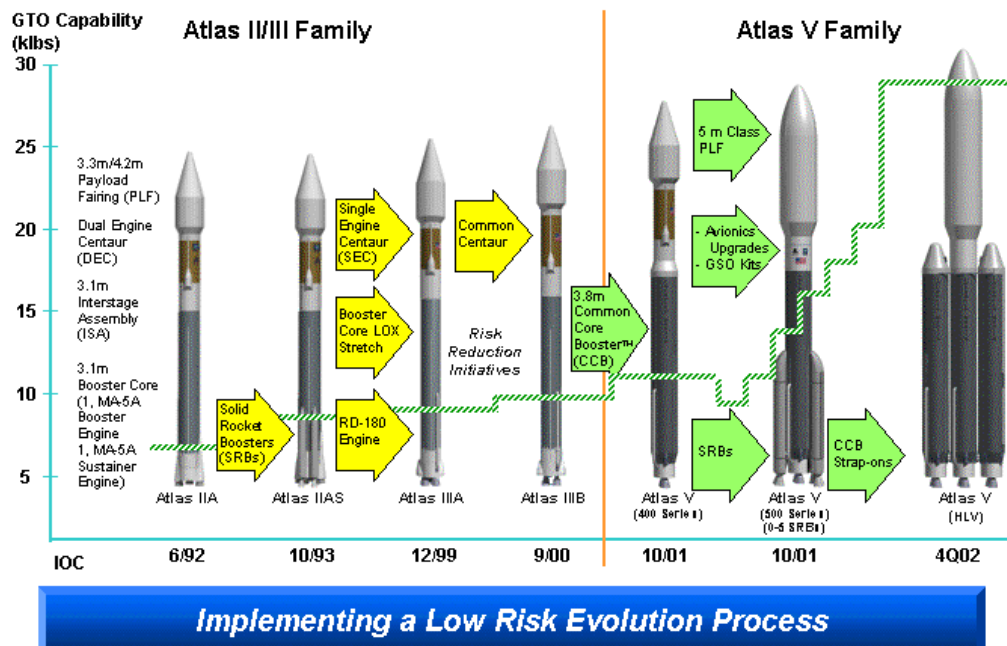 GTO Capability
(klbs)
Atlas II/III Family
Atlas V Family
30
25
20
15
10
5
3.3m/4.2m
Payload
Fairing (PLF)
Dual Engine
Centaur
(DEC)
3.1m
Interstage
Assembly
(ISA)
3.1m
Booster Core
(1, MA-5A
Booster
Engine
1, MA-5A
Sustainer
Engine)
Solid
Rocket
Boosters
(SRBs)
Single
Engine
Centaur
(SEC)
Booster
Core LOX
Stretch
RD-180
Engine
Common
Centaur
Risk
Reduction
Initiatives
3.8m
Common
Core
Booster™
(CCB)
5 m Class
PLF
- Avionics
Upgrades
- GSO Kits
SRBs
CCB
Strap-ons
Atlas IIA
Atlas IIAS
Atlas IIIA
Atlas IIIB
Atlas V
(400 Series)
Atlas V
(500 Series)
(0-5 SRBs)
Atlas V
(HLV)
IOC
6/92
10/93
12/99
9/00
10/01
10/01
4Q02
Implementing a Low Risk Evolution Process